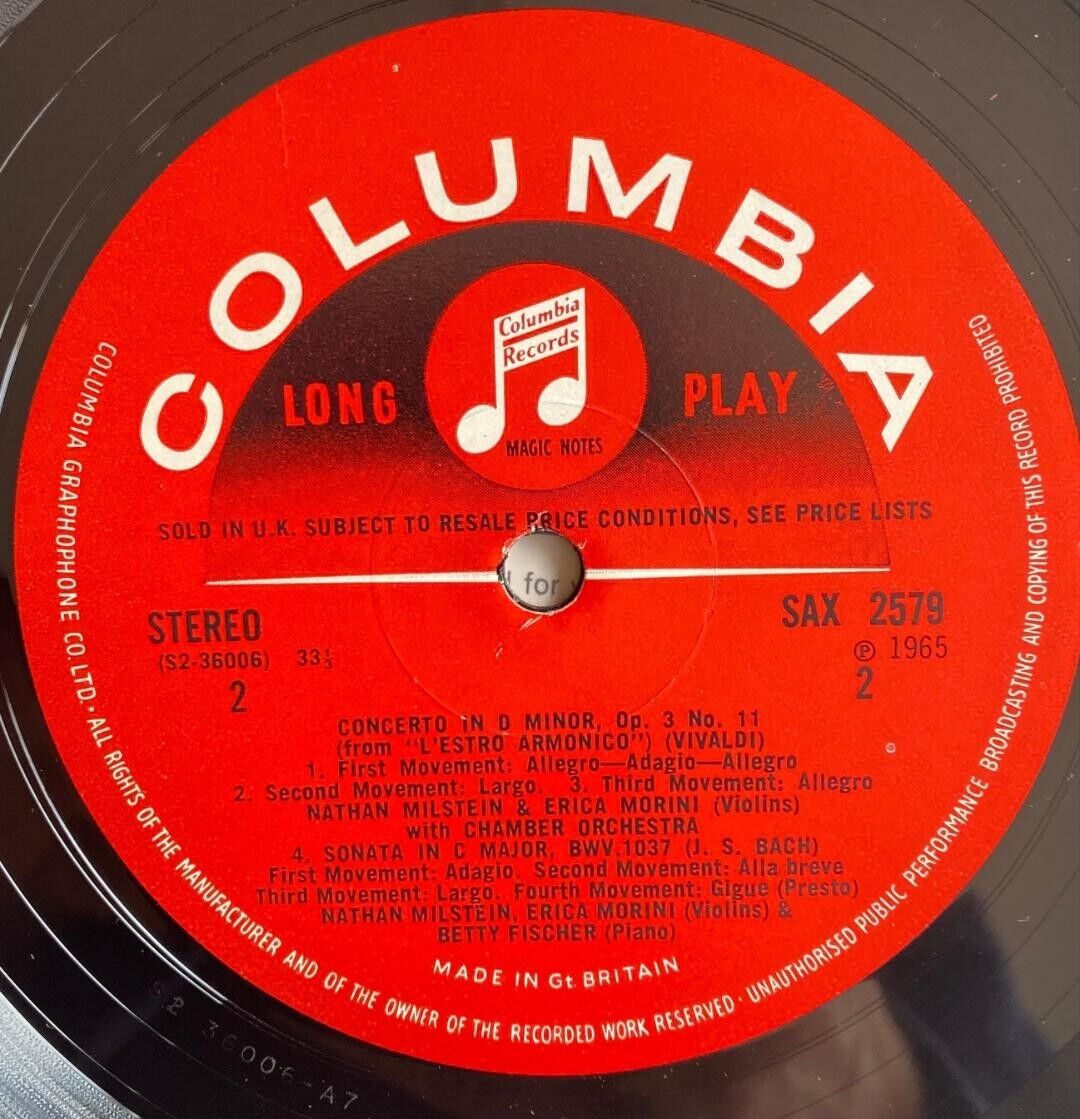 COLUMBIA
Columbia
Records
LONG PLAY
MAGIC NOTES
SOLD IN U.K. SUBJECT TO RESALE PRICE CONDITIONS, SEE PRICE LISTS
for
STEREO
SAX 2579
(S2-36006) 33⅓
℗ 1965
2
2
CONCERTO IN D MINOR, Op. 3 No. 11
(from "L'ESTRO ARMONICO") (VIVALDI)
1. First Movement: Allegro—Adagio—Allegro
2. Second Movement: Largo. 3. Third Movement: Allegro
NATHAN MILSTEIN & ERICA MORINI (Violins)
with CHAMBER ORCHESTRA
4. SONATA IN C MAJOR, BWV.1037 (J. S. BACH)
First Movement: Adagio. Second Movement: Alla breve
Third Movement: Largo. Fourth Movement: Gigue (Presto)
NATHAN MILSTEIN, ERICA MORINI (Violins) &
BETTY FISCHER (Piano)
MADE IN Gt. BRITAIN
COLUMBIA GRAPHOPHONE CO. LTD. · ALL RIGHTS OF THE MANUFACTURER AND OF THE OWNER OF THE RECORDED WORK RESERVED · UNAUTHORISED PUBLIC PERFORMANCE BROADCASTING AND COPYING OF THIS RECORD PROHIBITED
S2 36006-A7